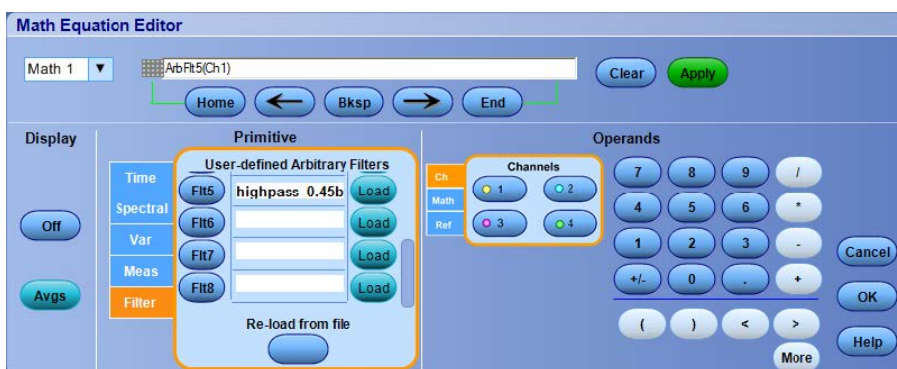 Math Equation Editor
Math 1
ArbFlt5(Ch1)
Clear
Apply
Home
Bksp
End
Display
Off
Avgs
Primitive
Time
Spectral
Var
Meas
Filter
User-defined Arbitrary Filters
Flt5 highpass_0.45b Load
Flt6 Load
Flt7 Load
Flt8 Load
Re-load from file
Operands
Ch
Math
Ref
Channels
1 2
3 4
7 8 9 /
4 5 6 *
1 2 3 -
+/- 0 . +
( ) < >
More
Cancel
OK
Help